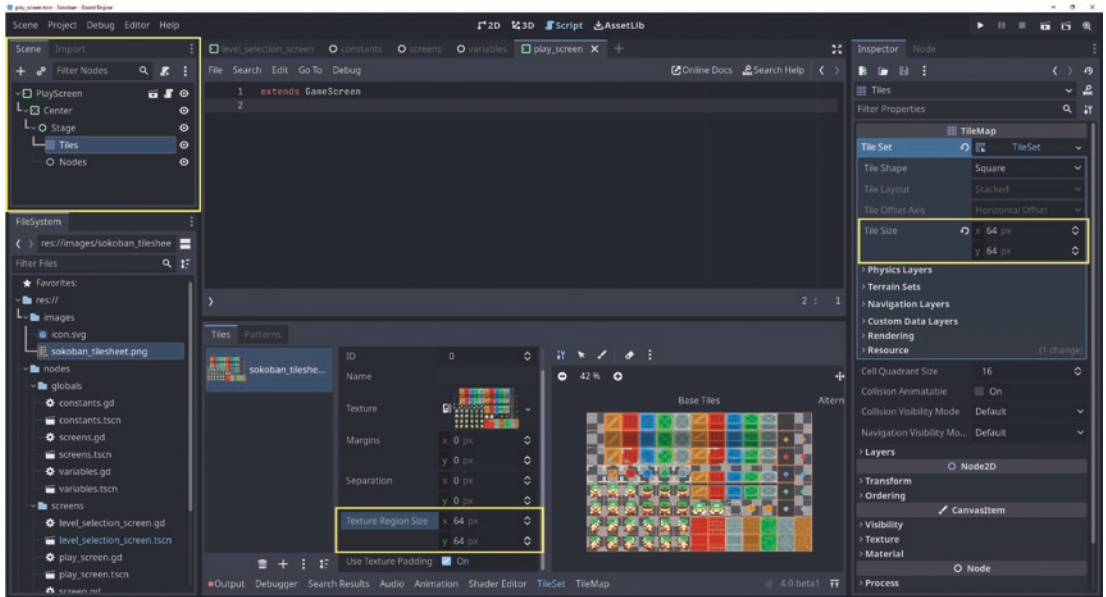 play_screen.tscn - Sokoban - Godot Engine
Scene Project Debug Editor Help
2D 3D Script AssetLib
Scene Import
Filter Nodes
PlayScreen
Center
Stage
Tiles
Nodes
FileSystem
res://images/sokoban_tileshee
Filter Files
Favorites:
res://
images
icon.svg
sokoban_tilesheet.png
nodes
globals
constants.gd
constants.tscn
screens.gd
screens.tscn
variables.gd
variables.tscn
screens
level_selection_screen.gd
level_selection_screen.tscn
play_screen.gd
play_screen.tscn
screen.gd
level_selection_screen constants screens variables play_screen
File Search Edit Go To Debug
Online Docs Search Help
1 extends GameScreen
2
2 : 1
Tiles Patterns
sokoban_tileshe...
ID 0
Name
Texture
Margins x 0 px
y 0 px
Separation x 0 px
y 0 px
Texture Region Size x 64 px
y 64 px
Use Texture Padding On
42 %
Base Tiles
Altern
Output Debugger Search Results Audio Animation Shader Editor TileSet TileMap
4.0.beta1
Inspector Node
Tiles
Filter Properties
TileMap
Tile Set TileSet
Tile Shape Square
Tile Layout Stacked
Tile Offset Axis Horizontal Offset
Tile Size x 64 px
y 64 px
Physics Layers
Terrain Sets
Navigation Layers
Custom Data Layers
Rendering
Resource (1 change)
Cell Quadrant Size 16
Collision Animatable On
Collision Visibility Mode Default
Navigation Visibility Mo... Default
Layers
Node2D
Transform
Ordering
CanvasItem
Visibility
Texture
Material
Node
Process